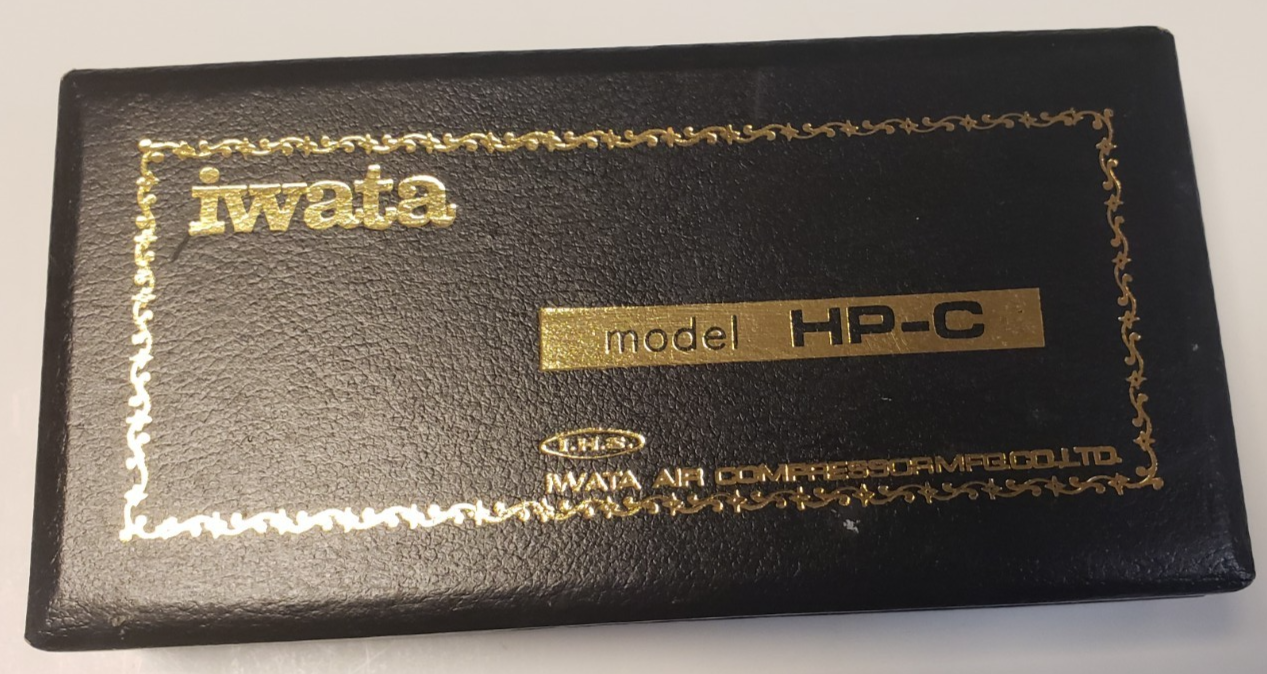 iwata
model HP-C
I.H.S.
IWATA AIR COMPRESSOR MFG.CO.,LTD.